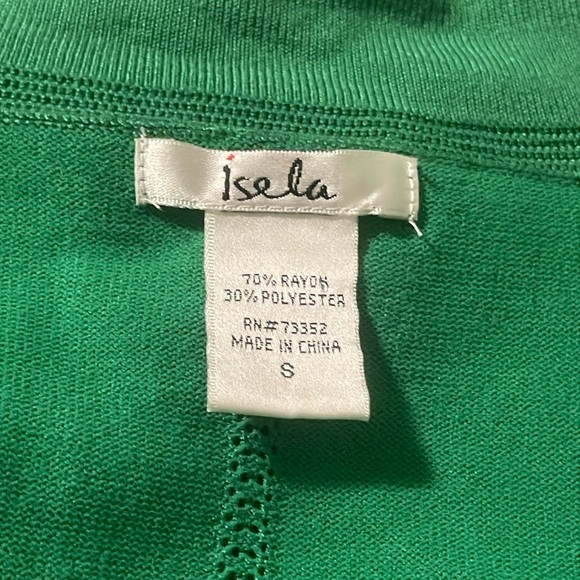 isela
70% RAYON
30% POLYESTER
RN#73352
MADE IN CHINA
S